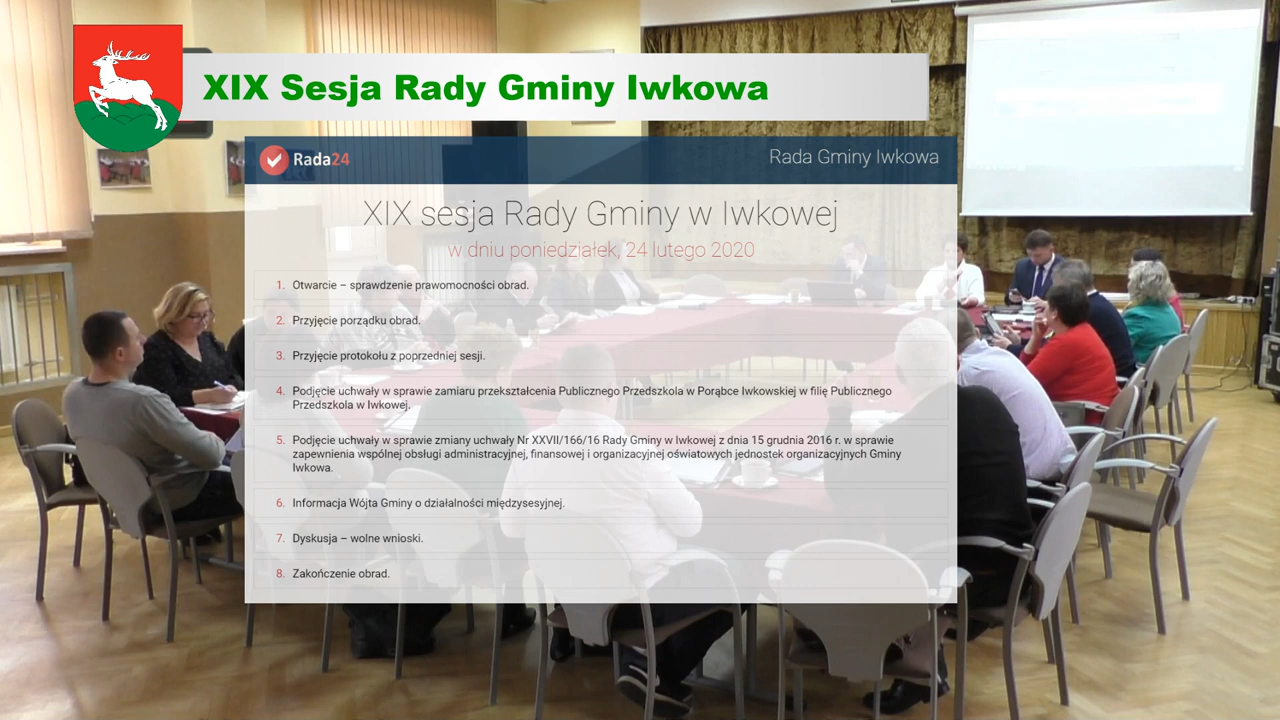 XIX Sesja Rady Gminy Iwkowa
Rada24
Rada Gminy Iwkowa
XIX sesja Rady Gminy w Iwkowej
w dniu poniedziałek, 24 lutego 2020
1. Otwarcie – sprawdzenie prawomocności obrad.
2. Przyjęcie porządku obrad.
3. Przyjęcie protokołu z poprzedniej sesji.
4. Podjęcie uchwały w sprawie zamiaru przekształcenia Publicznego Przedszkola w Porąbce Iwkowskiej w filię Publicznego
Przedszkola w Iwkowej.
5. Podjęcie uchwały w sprawie zmiany uchwały Nr XXVII/166/16 Rady Gminy w Iwkowej z dnia 15 grudnia 2016 r. w sprawie
zapewnienia wspólnej obsługi administracyjnej, finansowej i organizacyjnej oświatowych jednostek organizacyjnych Gminy
Iwkowa.
6. Informacja Wójta Gminy o działalności międzysesyjnej.
7. Dyskusja – wolne wnioski.
8. Zakończenie obrad.